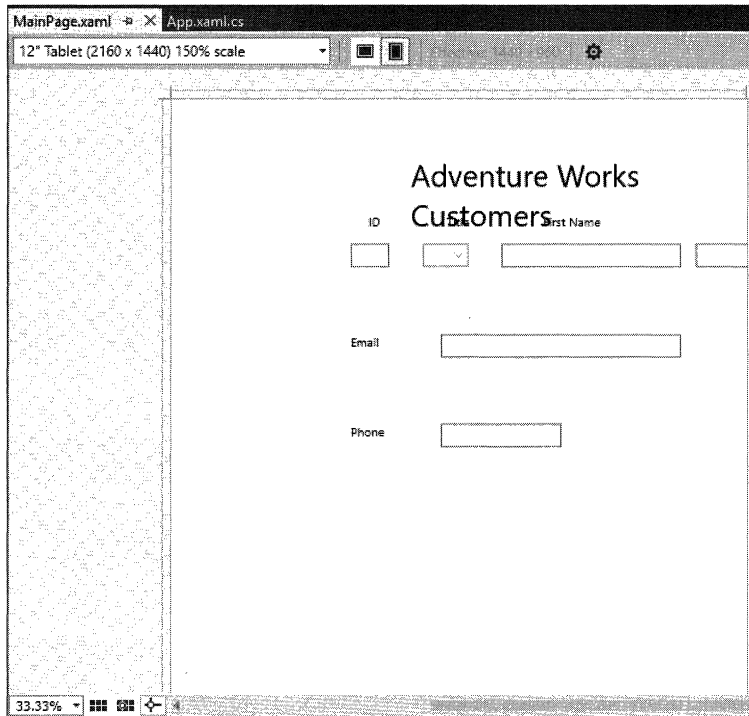 MainPage.xaml App.xaml.cs
12" Tablet (2160 x 1440) 150% scale
Adventure Works
Customers
ID
First Name
Email
Phone
33.33%